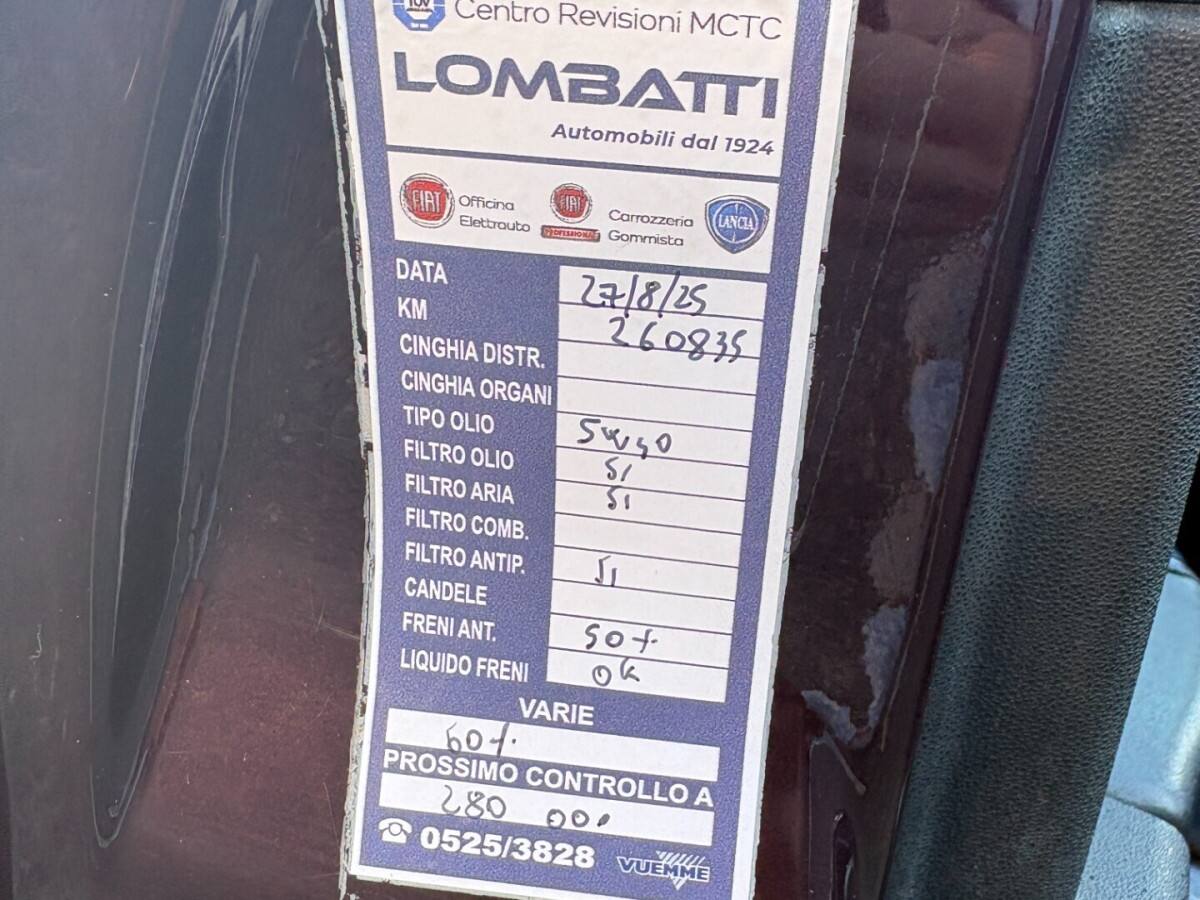 TÜV
Centro Revisioni MCTC
LOMBATTI
Automobili dal 1924
FIAT Officina Elettrauto
FIAT PROFESSIONAL Carrozzeria Gommista
LANCIA
DATA 27/8/25
KM 260835
CINGHIA DISTR.
CINGHIA ORGANI
TIPO OLIO
FILTRO OLIO SI
FILTRO ARIA SI
FILTRO COMB.
FILTRO ANTIP. SI
CANDELE
FRENI ANT. 50%
LIQUIDO FRENI OK
VARIE
60%
PROSSIMO CONTROLLO A
280 000
0525/3828
VUEMME